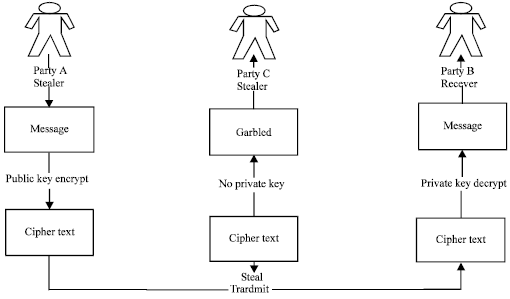 Party A
Stealer
Message
Public key encrypt
Cipher text
Party C
Stealer
Garbled
No private key
Cipher text
Steal
Trardmit
Party B
Recever
Message
Private key decrypt
Cipher text